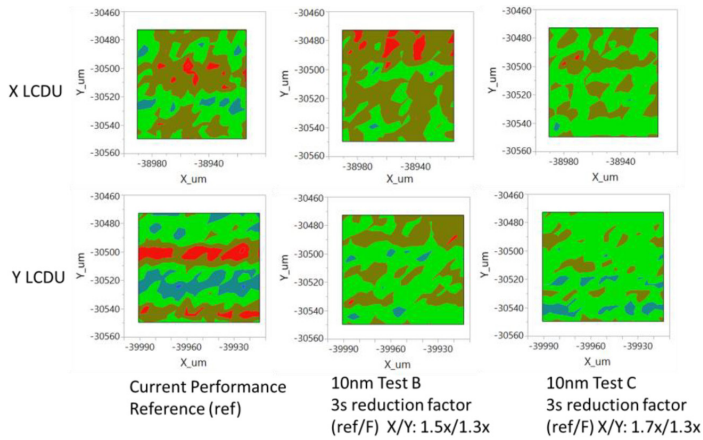 -30460
-30480
-30500
-30520
-30540
-30560
Y_um
-38980
-38940
X_um
-30460
-30480
-30500
-30520
-30540
-30560
Y_um
-38980
-38940
X_um
-30460
-30480
-30500
-30520
-30540
-30560
Y_um
-38980
-38940
X_um
X LCDU
-30460
-30480
-30500
-30520
-30540
-30560
Y_um
-39990
-39960
-39930
X_um
-30460
-30480
-30500
-30520
-30540
-30560
Y_um
-39990
-39960
-39930
X_um
-30460
-30480
-30500
-30520
-30540
-30560
Y_um
-39990
-39960
-39930
X_um
Y LCDU
Current Performance
Reference (ref)
10nm Test B
3s reduction factor
(ref/F) X/Y: 1.5x/1.3x
10nm Test C
3s reduction factor
(ref/F) X/Y: 1.7x/1.3x